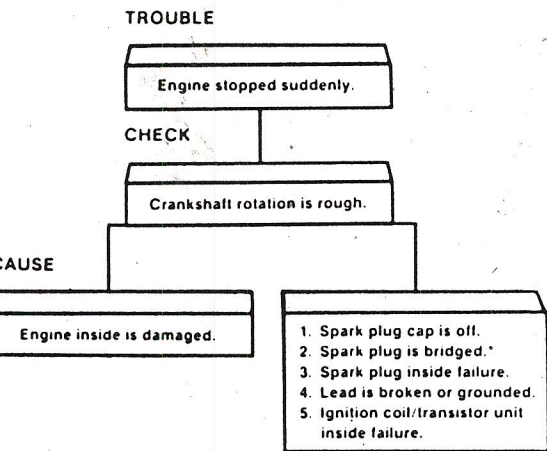 TROUBLE
Engine stopped suddenly.
CHECK
Crankshaft rotation is rough.
CAUSE
Engine inside is damaged.
1. Spark plug cap is off.
2. Spark plug is bridged.*
3. Spark plug inside failure.
4. Lead is broken or grounded.
5. Ignition coil/transistor unit
inside failure.